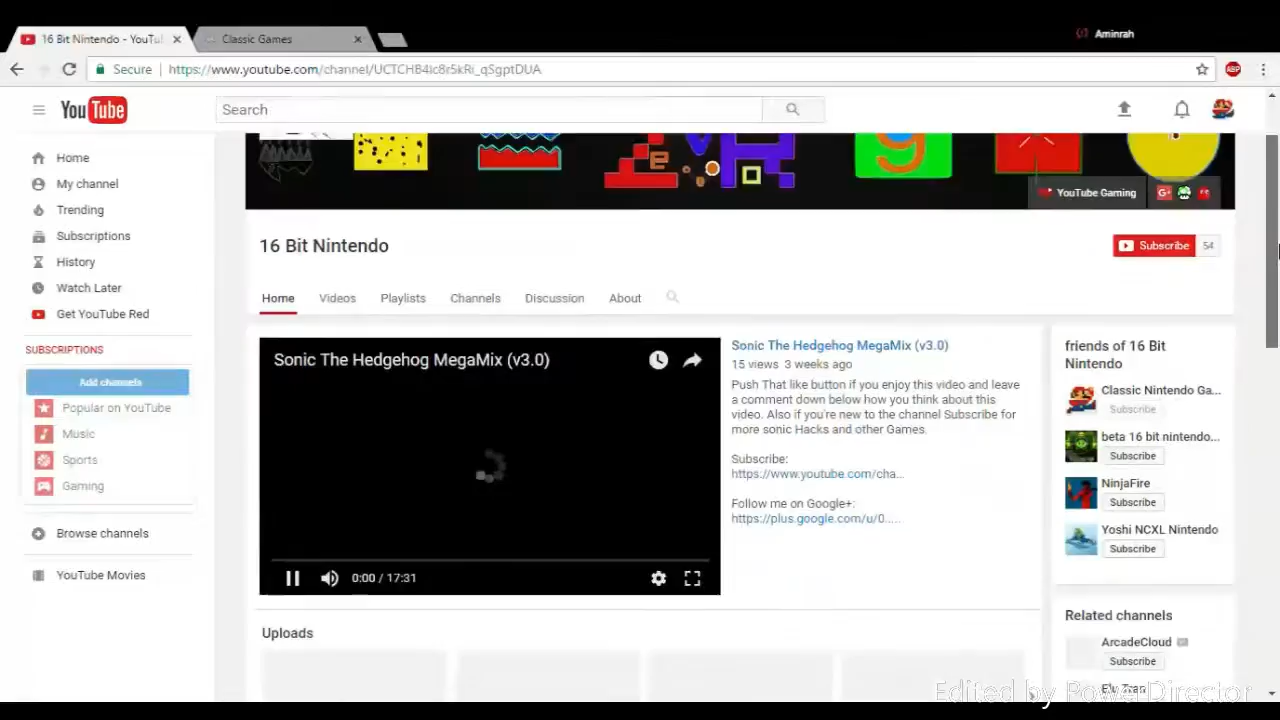 16 Bit Nintendo - YouTu
Classic Games
Aminrah
Secure
https://www.youtube.com/channel/UCTCHB4Ic8r5kRi_qSgptDUA
ABP
YouTube
Search
Home
My channel
Trending
Subscriptions
History
Watch Later
Get YouTube Red
SUBSCRIPTIONS
Add channels
Popular on YouTube
Music
Sports
Gaming
Browse channels
YouTube Movies
YouTube Gaming
G+
16 Bit Nintendo
Subscribe 54
Home Videos Playlists Channels Discussion About
Sonic The Hedgehog MegaMix (v3.0)
0:00 / 17:31
Sonic The Hedgehog MegaMix (v3.0)
15 views 3 weeks ago
Push That like button if you enjoy this video and leave
a comment down below how you think about this
video. Also if you're new to the channel Subscribe for
more sonic Hacks and other Games.
Subscribe:
https://www.youtube.com/cha...
Follow me on Google+:
https://plus.google.com/u/0.....
Uploads
friends of 16 Bit
Nintendo
Classic Nintendo Ga...
Subscribe
beta 16 bit nintendo...
Subscribe
NinjaFire
Subscribe
Yoshi NCXL Nintendo
Subscribe
Related channels
ArcadeCloud
Subscribe
Edited by PowerDirector